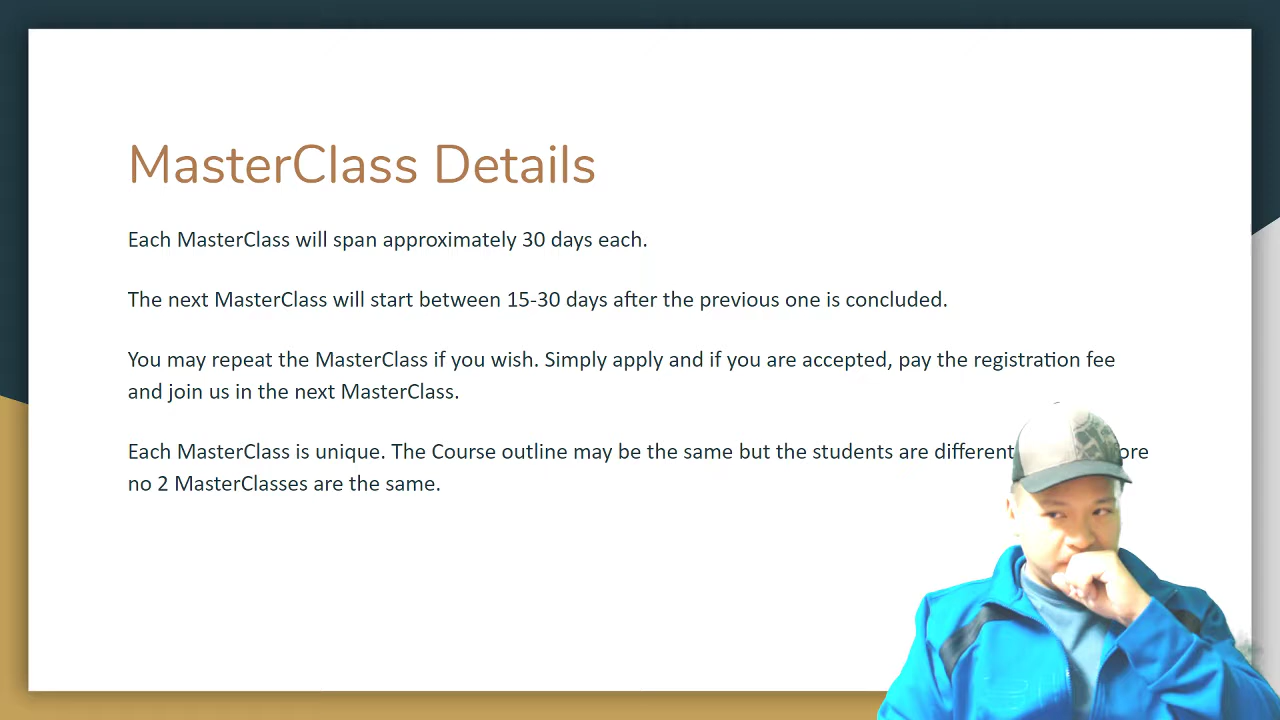 MasterClass Details
Each MasterClass will span approximately 30 days each.
The next MasterClass will start between 15-30 days after the previous one is concluded.
You may repeat the MasterClass if you wish. Simply apply and if you are accepted, pay the registration fee
and join us in the next MasterClass.
Each MasterClass is unique. The Course outline may be the same but the students are different
no 2 MasterClasses are the same.